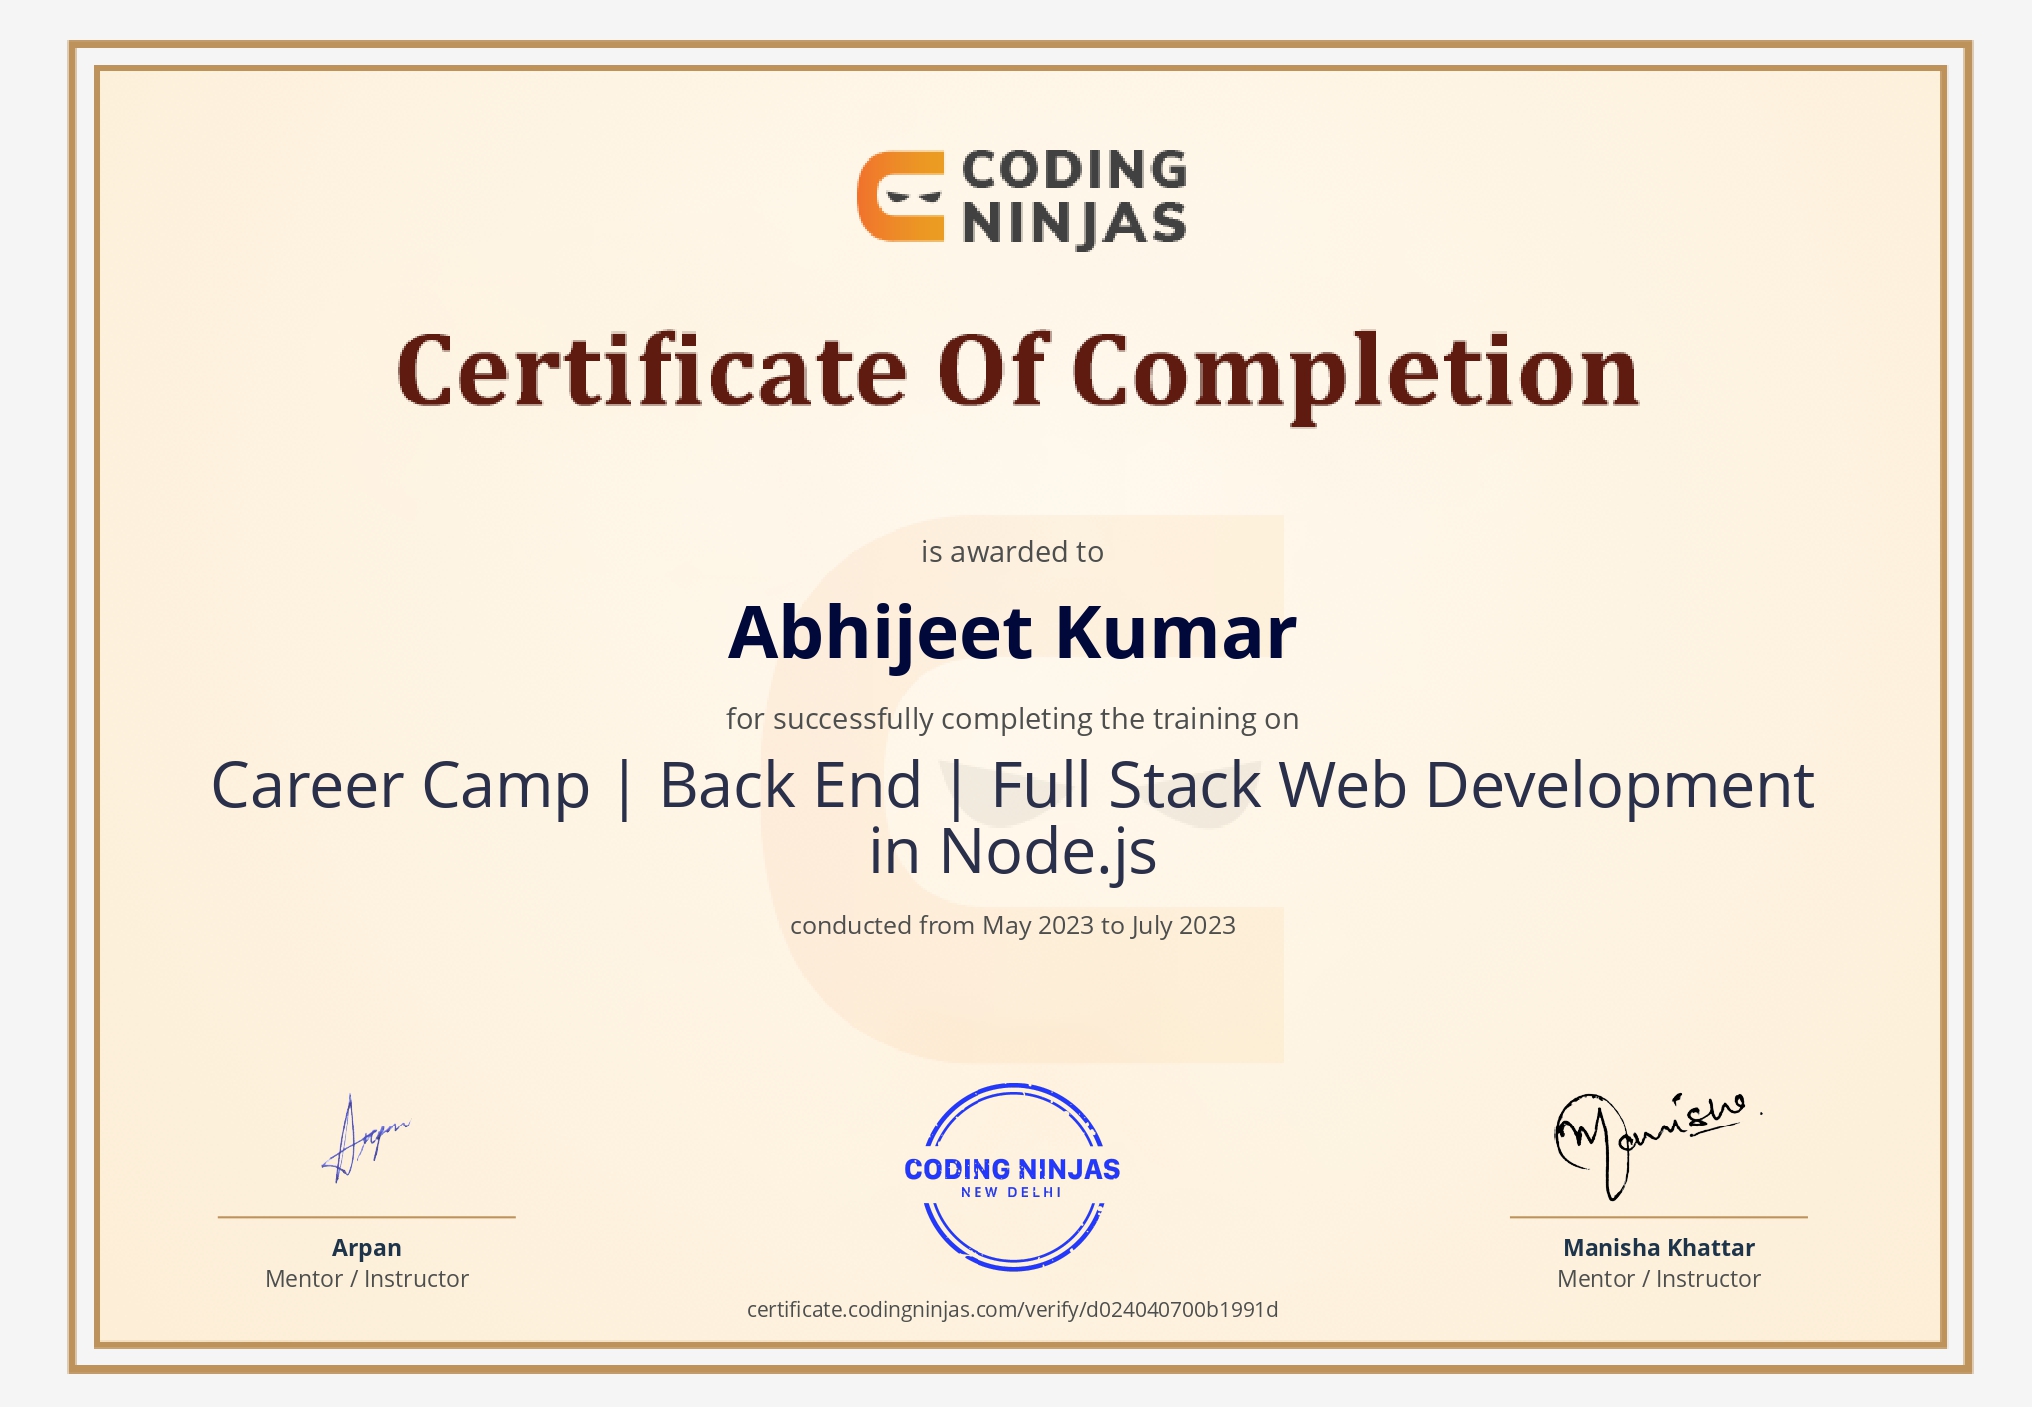 CODING
NINJAS
Certificate Of Completion
is awarded to
Abhijeet Kumar
for successfully completing the training on
Career Camp | Back End | Full Stack Web Development
in Node.js
conducted from May 2023 to July 2023
Arpan
Manisha
CODING NINJAS
NEW DELHI
Arpan
Mentor / Instructor
Manisha Khattar
Mentor / Instructor
certificate.codingninjas.com/verify/d024040700b1991d